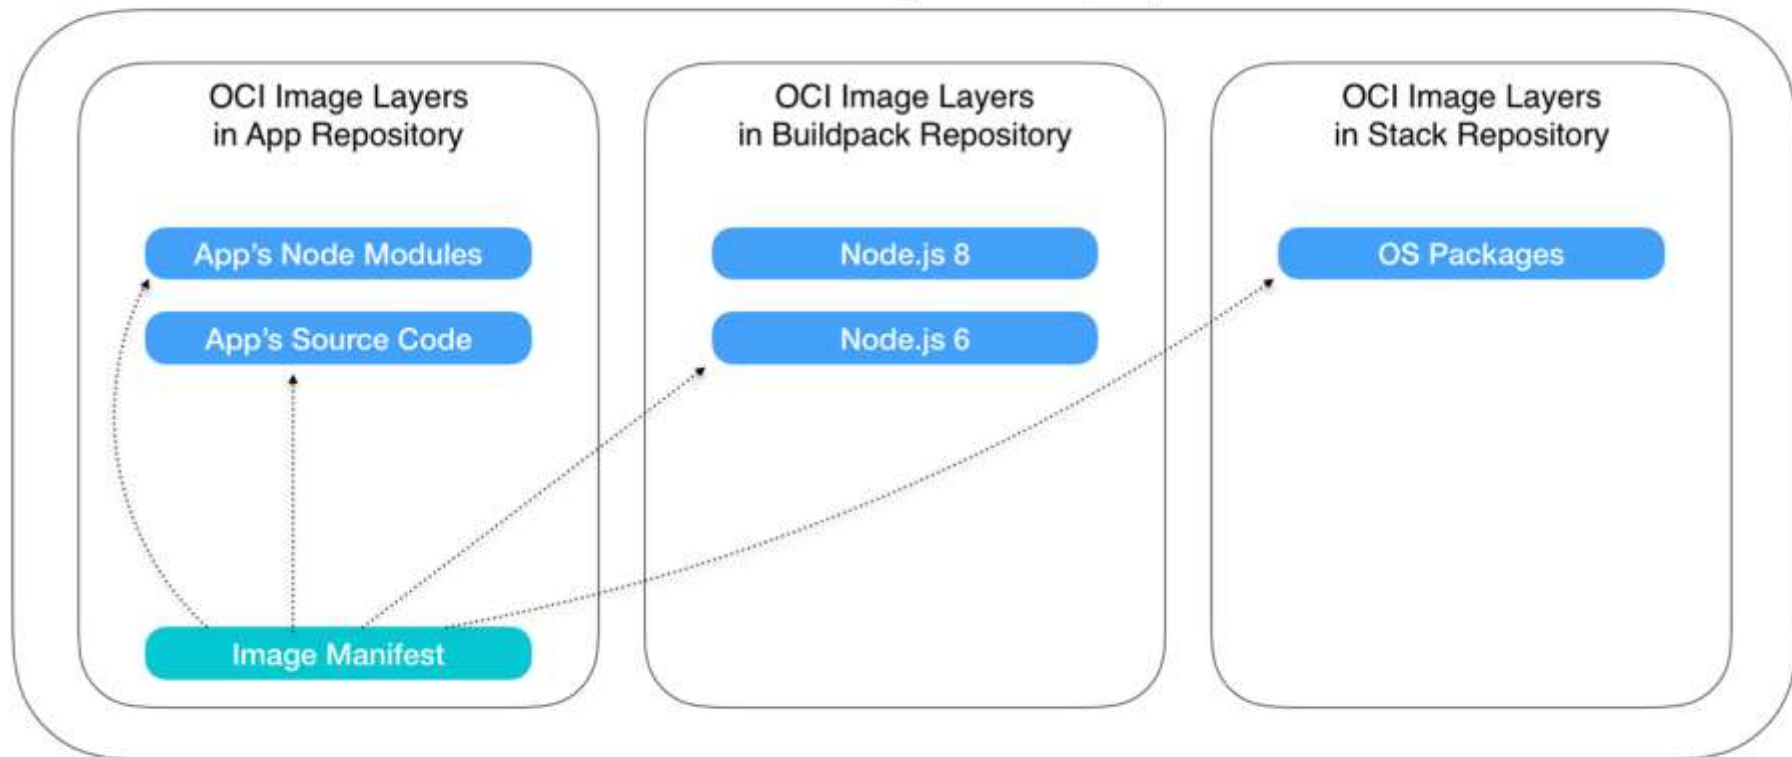 OCI Image Layers
in App Repository
App's Node Modules
App's Source Code
Image Manifest
OCI Image Layers
in Buildpack Repository
Node.js 8
Node.js 6
OCI Image Layers
in Stack Repository
OS Packages